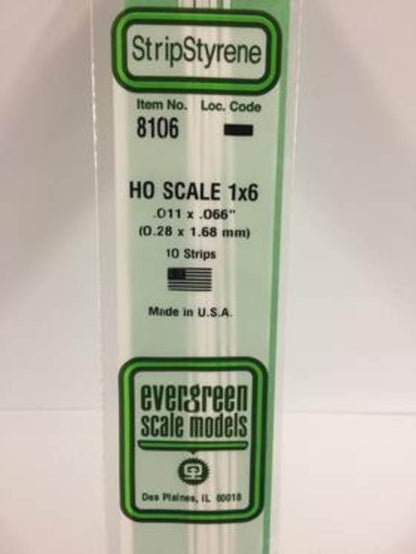 StripStyrene
Item No. Loc. Code
8106
HO SCALE 1x6
.011 x .066"
(0.28 x 1.68 mm)
10 Strips
Made in U.S.A.
evergreen
scale models
Des Plaines, IL 60018